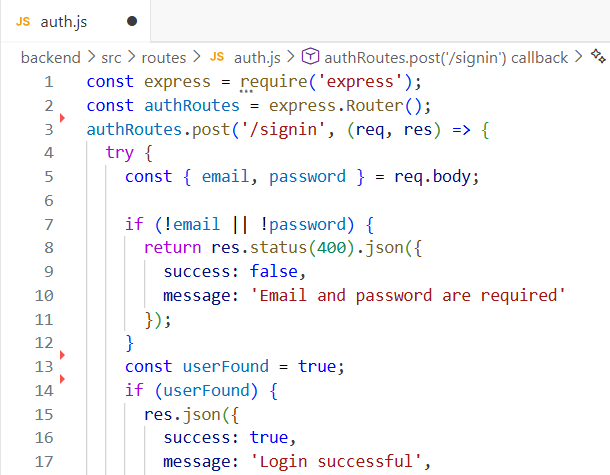 JS auth.js
backend > src > routes > JS auth.js > authRoutes.post('/signin') callback >
1 const express = require('express');
2 const authRoutes = express.Router();
3 authRoutes.post('/signin', (req, res) => {
4 try {
5 const { email, password } = req.body;
6
7 if (!email || !password) {
8 return res.status(400).json({
9 success: false,
10 message: 'Email and password are required'
11 });
12 }
13 const userFound = true;
14 if (userFound) {
15 res.json({
16 success: true,
17 message: 'Login successful',